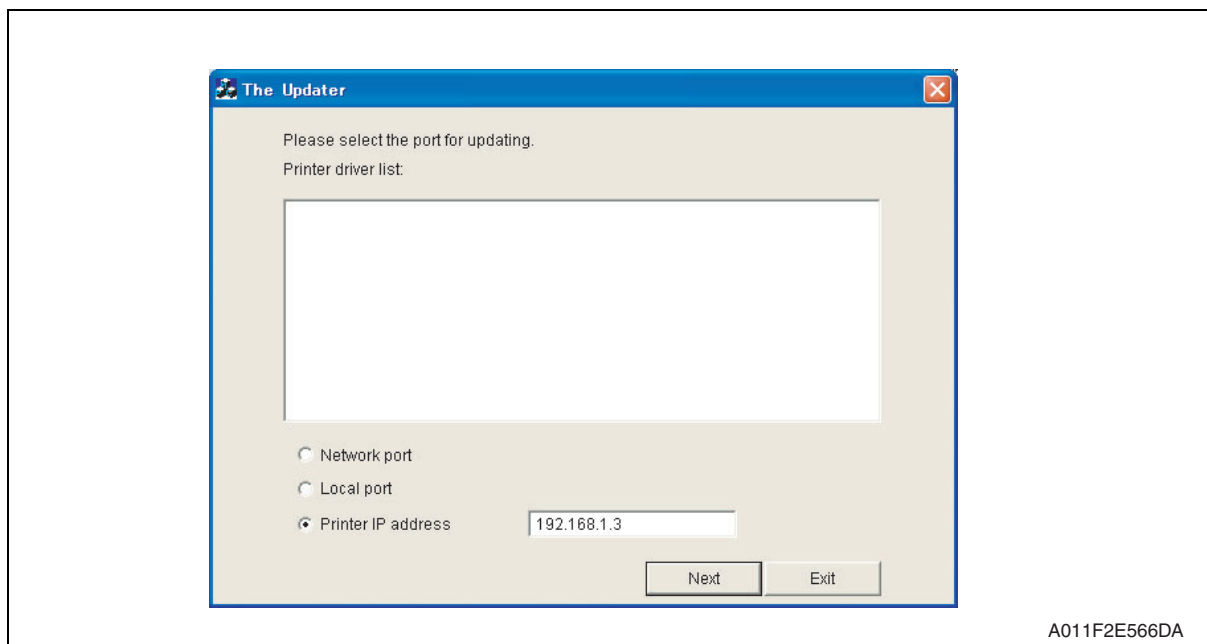 The Updater
Please select the port for updating.
Printer driver list:
Network port
Local port
Printer IP address 192.168.1.3
Next Exit
A011F2E566DA